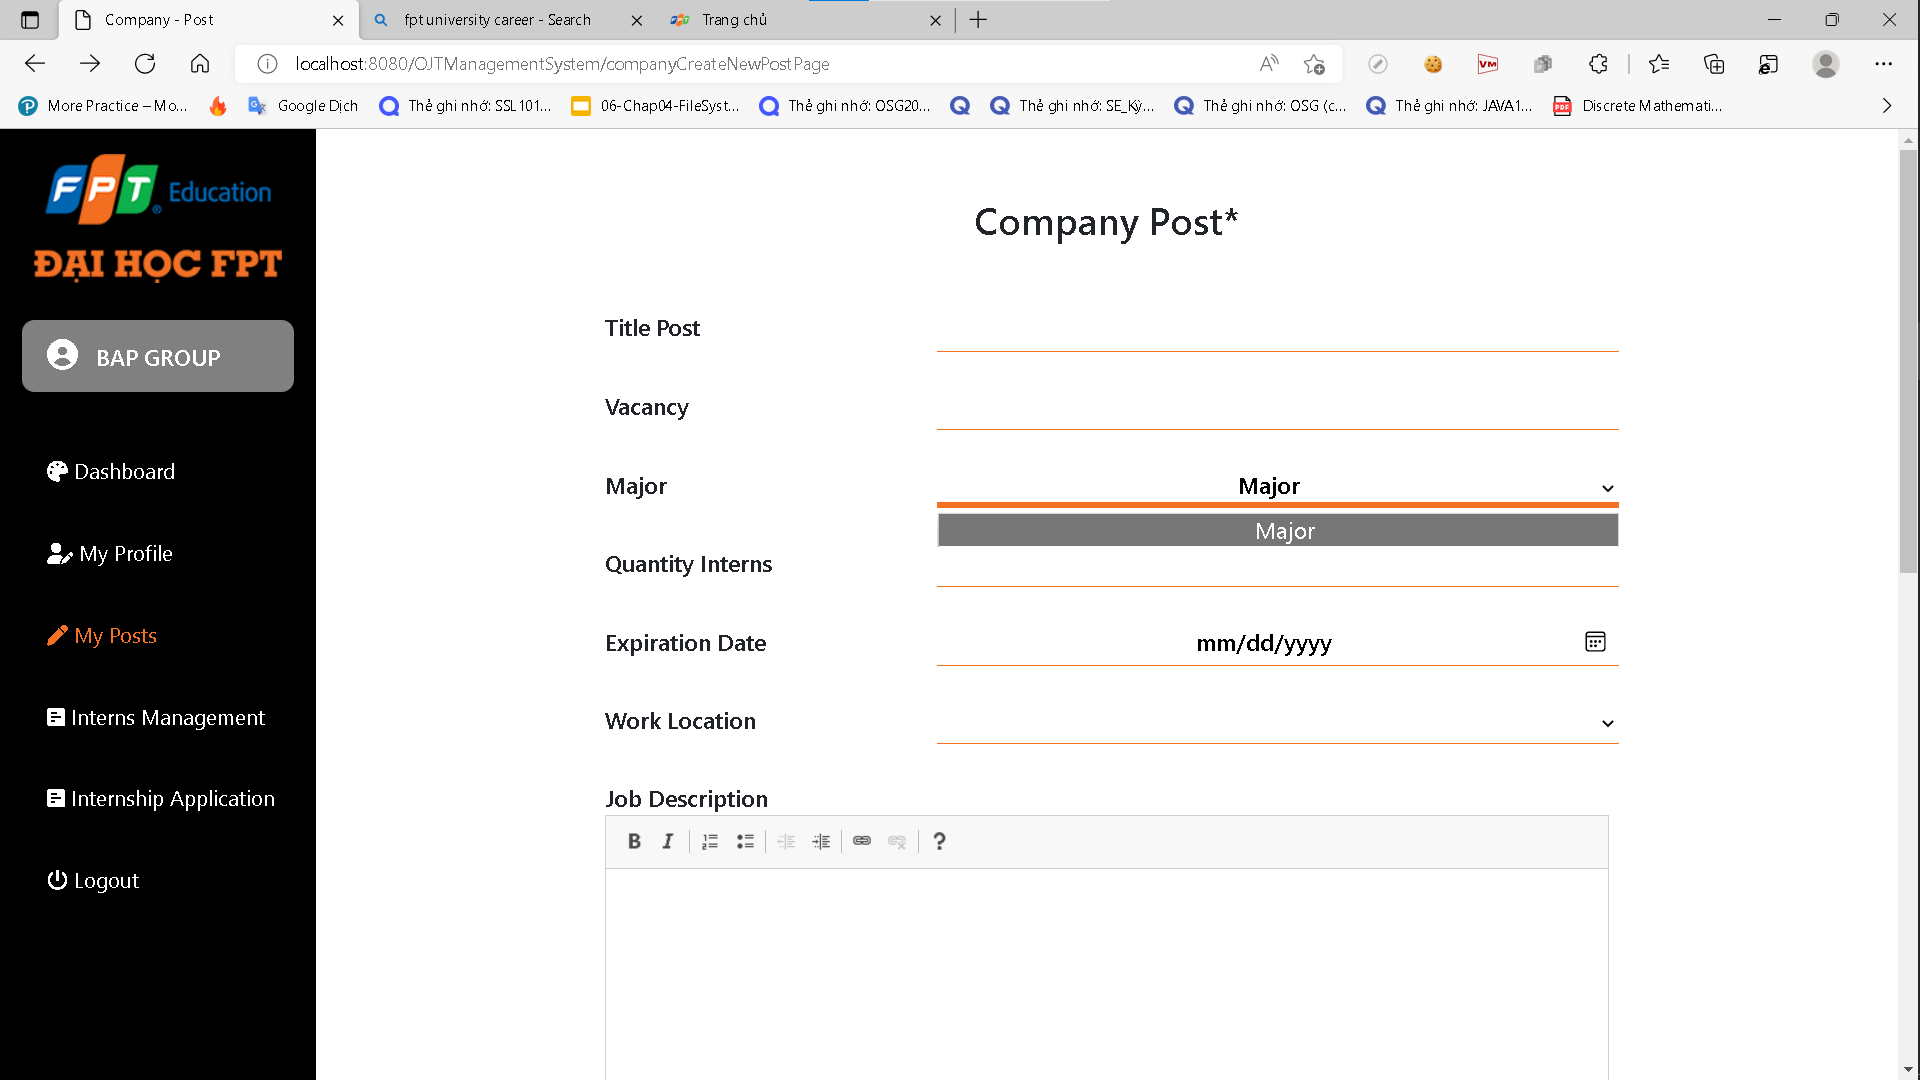 Company - Post
fpt university career - Search
Trang chủ
localhost:8080/OJTManagementSystem/companyCreateNewPostPage
More Practice – Mo...
Google Dịch
Thẻ ghi nhớ: SSL101...
06-Chap04-FileSyst...
Thẻ ghi nhớ: OSG20...
Thẻ ghi nhớ: SE_Kỳ...
Thẻ ghi nhớ: OSG (c...
Thẻ ghi nhớ: JAVA1...
PDF
Discrete Mathemati...
FPT Education
ĐẠI HỌC FPT
BAP GROUP
Dashboard
My Profile
My Posts
Interns Management
Internship Application
Logout
Company Post*
Title Post
Vacancy
Major
Major
Major
Quantity Interns
Expiration Date
mm/dd/yyyy
Work Location
Job Description
B I ?